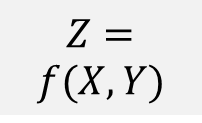 Z =
f(X, Y)